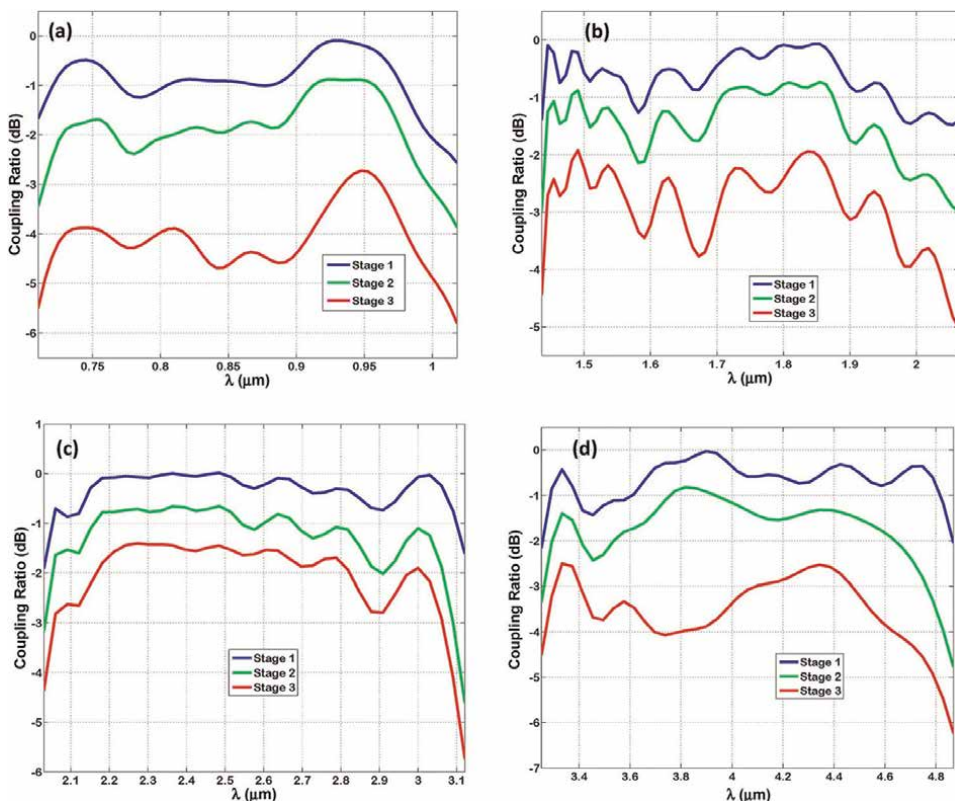 (a)
0
-1
-2
-3
-4
-5
-6
Coupling Ratio (dB)
Stage 1
Stage 2
Stage 3
0.75 0.8 0.85 0.9 0.95 1
λ (μm)
(b)
0
-1
-2
-3
-4
-5
Coupling Ratio (dB)
Stage 1
Stage 2
Stage 3
1.5 1.6 1.7 1.8 1.9 2
λ (μm)
(c)
1
0
-1
-2
-3
-4
-5
-6
Coupling Ratio (dB)
Stage 1
Stage 2
Stage 3
2.1 2.2 2.3 2.4 2.5 2.6 2.7 2.8 2.9 3 3.1
λ (μm)
(d)
0
-1
-2
-3
-4
-5
-6
-7
Coupling Ratio (dB)
Stage 1
Stage 2
Stage 3
3.4 3.6 3.8 4 4.2 4.4 4.6 4.8
λ (μm)